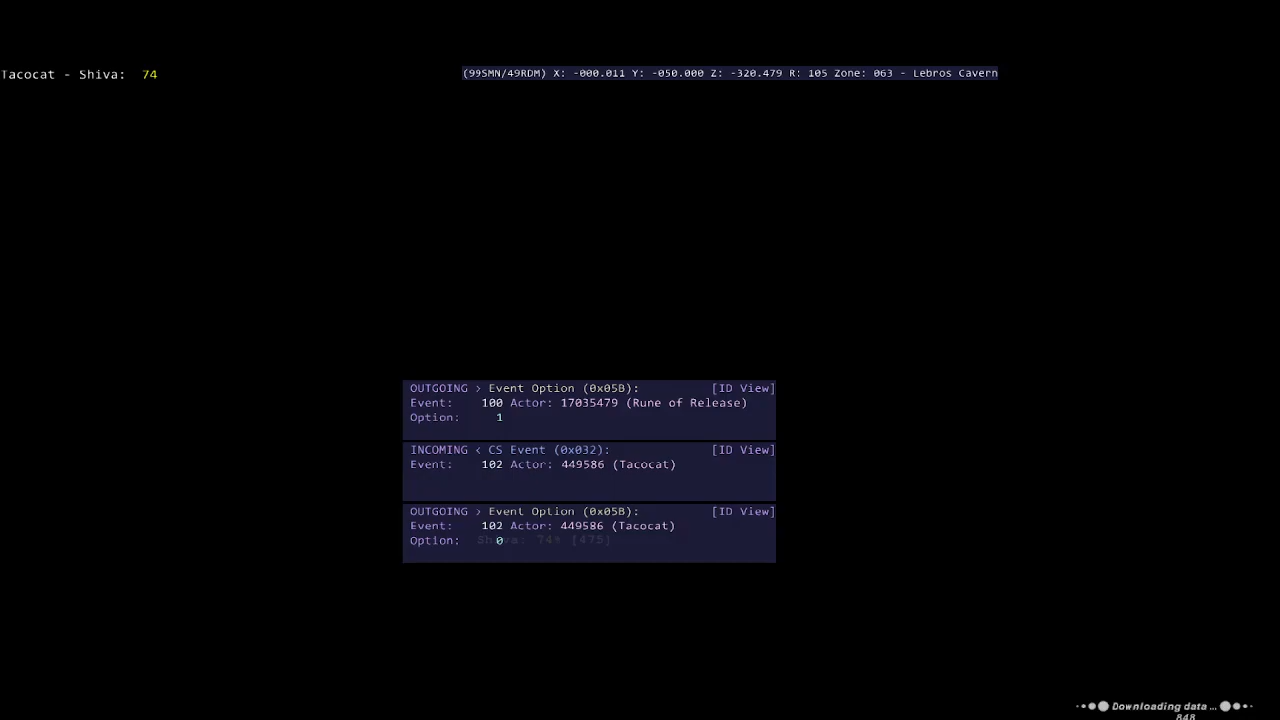 Tacocat - Shiva: 74
(99SMN/49RDM) X: -000.011 Y: -050.000 Z: -320.479 R: 105 Zone: 063 - Lebros Cavern
OUTGOING > Event Option (0x05B): [ID View]
Event: 100 Actor: 17035479 (Rune of Release)
Option: 1
INCOMING < CS Event (0x032): [ID View]
Event: 102 Actor: 449586 (Tacocat)
OUTGOING > Event Option (0x05B): [ID View]
Event: 102 Actor: 449586 (Tacocat)
Option: 0
Downloading data ...
848